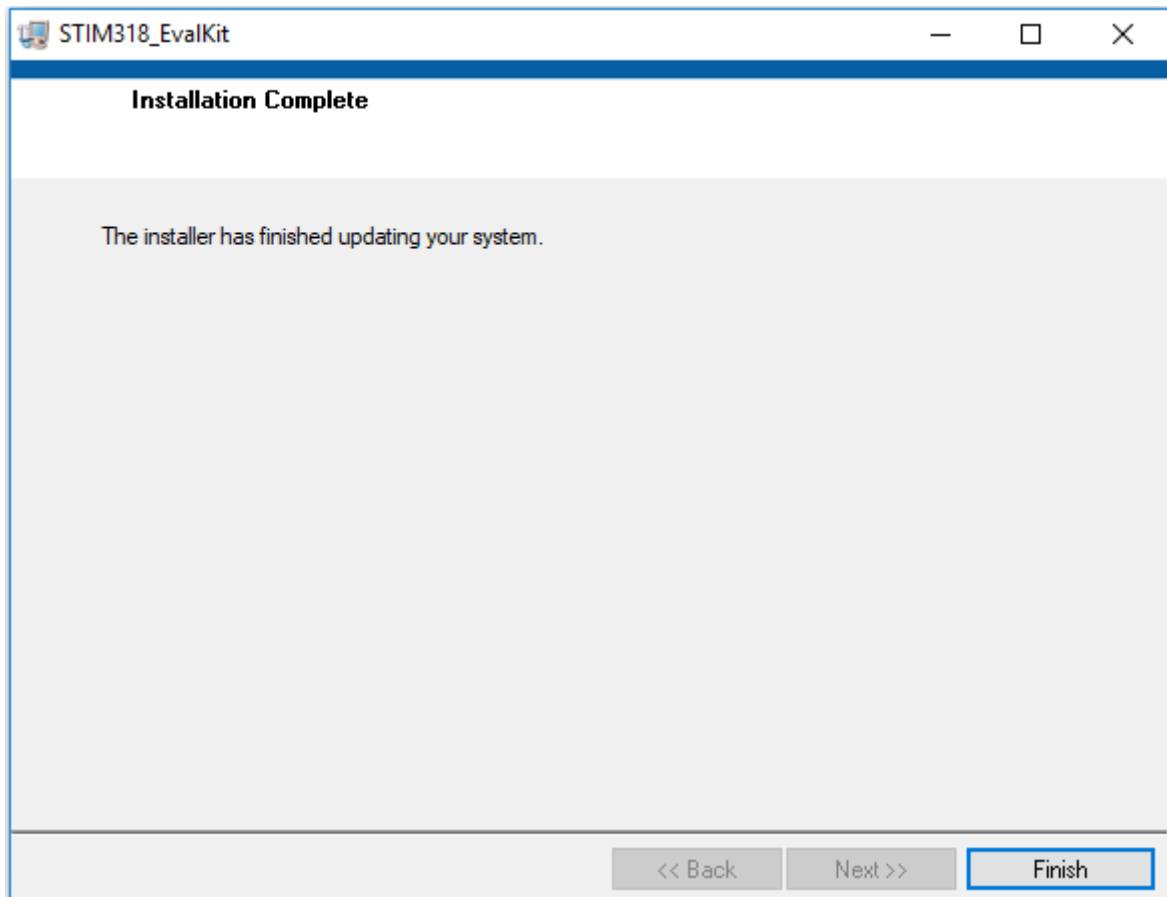 STIM318_EvalKit
Installation Complete
The installer has finished updating your system.
<< Back
Next >>
Finish